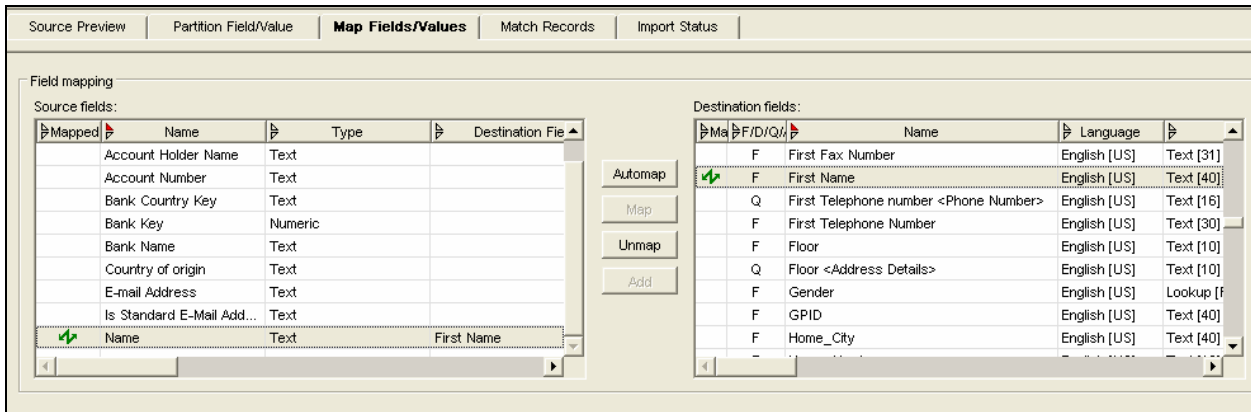 Source Preview Partition Field/Value Map Fields/Values Match Records Import Status
Field mapping
Source fields:
Mapped Name Type Destination Fie
Account Holder Name Text
Account Number Text
Bank Country Key Text
Bank Key Numeric
Bank Name Text
Country of origin Text
E-mail Address Text
Is Standard E-Mail Add... Text
Name Text First Name
Automap
Map
Unmap
Add
Destination fields:
Ma F/D/Q/ Name Language
F First Fax Number English [US] Text [31]
F First Name English [US] Text [40]
Q First Telephone number <Phone Number> English [US] Text [16]
F First Telephone Number English [US] Text [30]
F Floor English [US] Text [10]
Q Floor <Address Details> English [US] Text [10]
F Gender English [US] Lookup [F
F GPID English [US] Text [40]
F Home_City English [US] Text [40]